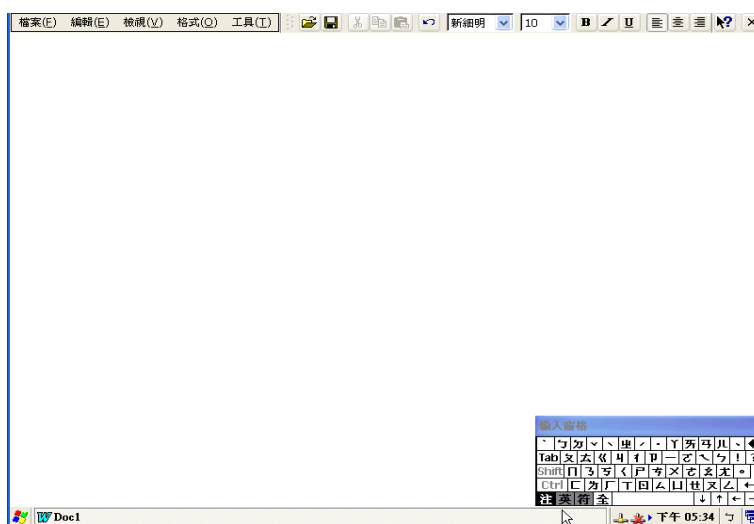 檔案(F) 編輯(E) 檢視(V) 格式(O) 工具(T) 新細明 10 B I U
輸入窗格
ˋ ㄅ ㄉ ˇ ˋ ㄓ ˊ ˙ ㄚ ㄞ ㄢ ㄦ 、
Tab ㄆ ㄊ ㄍ ㄐ ㄔ ㄗ ㄧ ㄛ ㄟ ㄣ ! ?
Shift ㄇ ㄋ ㄎ ㄑ ㄕ ㄘ ㄨ ㄜ ㄠ ㄤ 。
Ctrl ㄈ ㄌ ㄏ ㄒ ㄖ ㄙ ㄩ ㄝ ㄡ ㄥ ←
注 英 符 全 ↓ ↑ ← →
W Doc1 下午 05:34 ㄅ